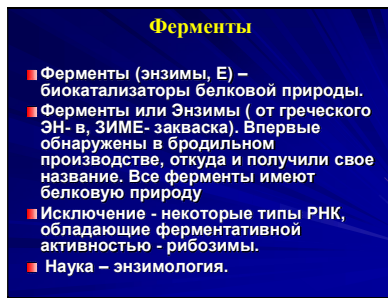 Ферменты
Ферменты (энзимы, Е) –
биокатализаторы белковой природы.
Ферменты или Энзимы ( от греческого
ЭН- в, ЗИМЕ- закваска). Впервые
обнаружены в бродильном
производстве, откуда и получили свое
название. Все ферменты имеют
белковую природу
Исключение - некоторые типы РНК,
обладающие ферментативной
активностью - рибозимы.
Наука – энзимология.